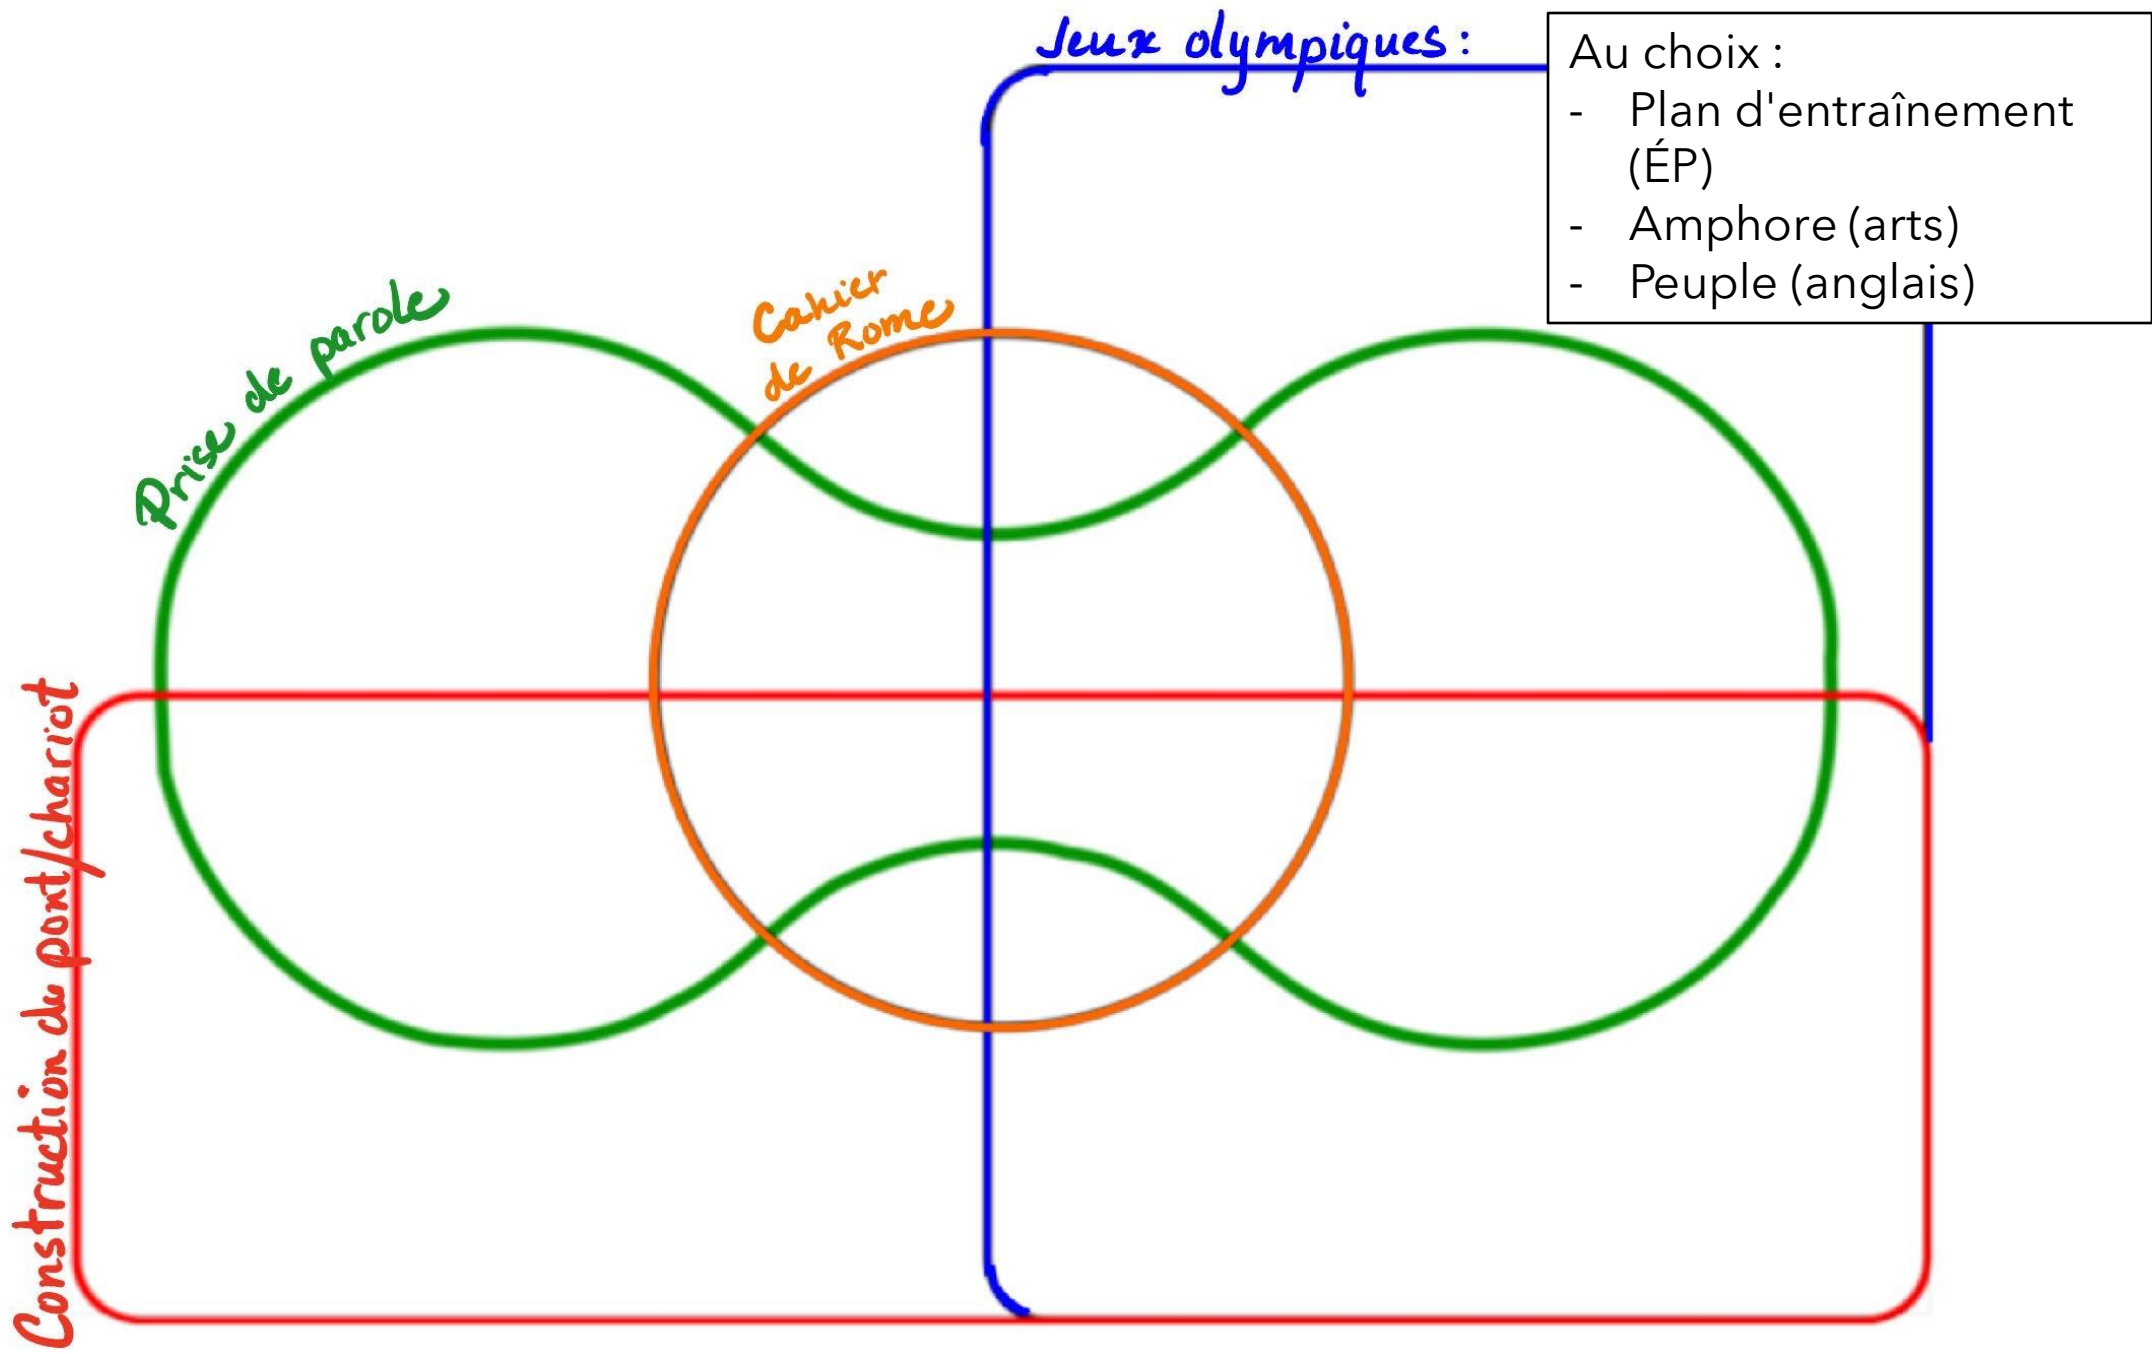 Jeux olympiques :
Au choix :
- Plan d'entraînement
(ÉP)
- Amphore (arts)
- Peuple (anglais)
Prise de parole
Cahier
de Rome
Construction du pont/chariot